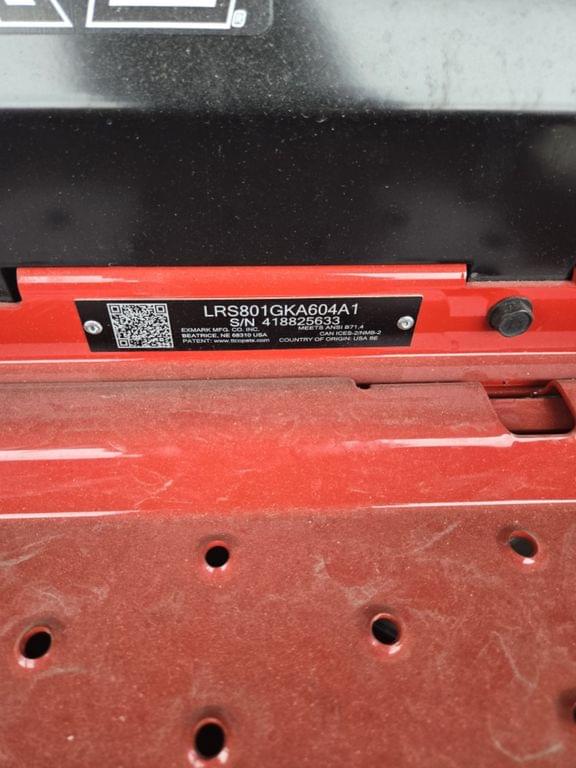 LRS801GKA604A1
S/N 418825633
EXMARK MFG. CO. INC. MEETS ANSI B71.4
BEATRICE, NE 68310 USA CAN ICES-2/NMB-2
PATENT: www.ttcopats.com COUNTRY OF ORIGIN: USA BE